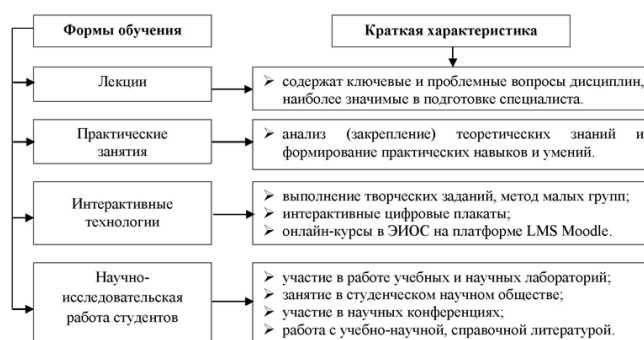 Формы обучения
Краткая характеристика
Лекции
➢ содержат ключевые и проблемные вопросы дисциплин,
наиболее значимые в подготовке специалиста.
Практические
занятия
➢ анализ (закрепление) теоретических знаний и
формирование практических навыков и умений.
Интерактивные
технологии
➢ выполнение творческих заданий, метод малых групп;
➢ интерактивные цифровые плакаты;
➢ онлайн-курсы в ЭИОС на платформе LMS Moodle.
Научно-
исследовательская
работа студентов
➢ участие в работе учебных и научных лабораторий;
➢ занятие в студенческом научном обществе;
➢ участие в научных конференциях;
➢ работа с учебно-научной, справочной литературой.